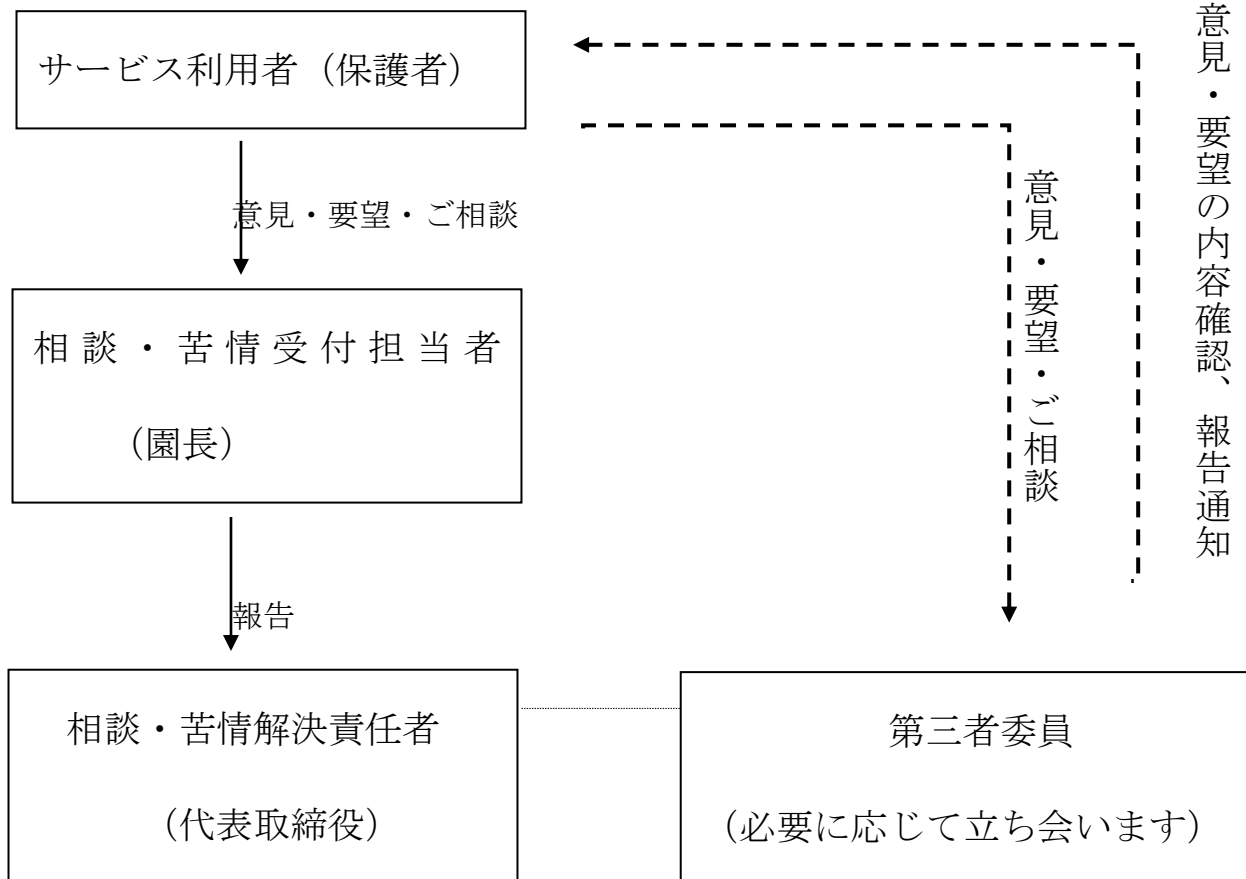 サービス利用者（保護者）
意見・要望・ご相談
相談・苦情受付担当者
（園長）
報告
相談・苦情解決責任者
（代表取締役）
意見・要望・ご相談
意見・要望の内容確認、報告通知
第三者委員
（必要に応じて立ち会います）